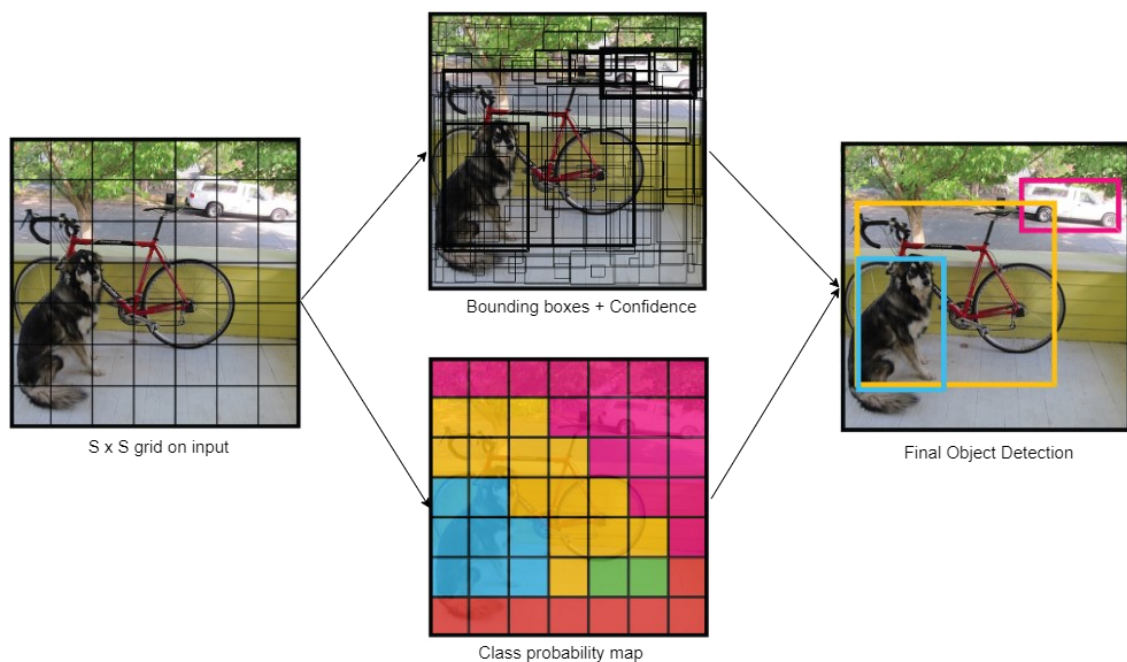 Bounding boxes + Confidence
S x S grid on input
Final Object Detection
Class probability map